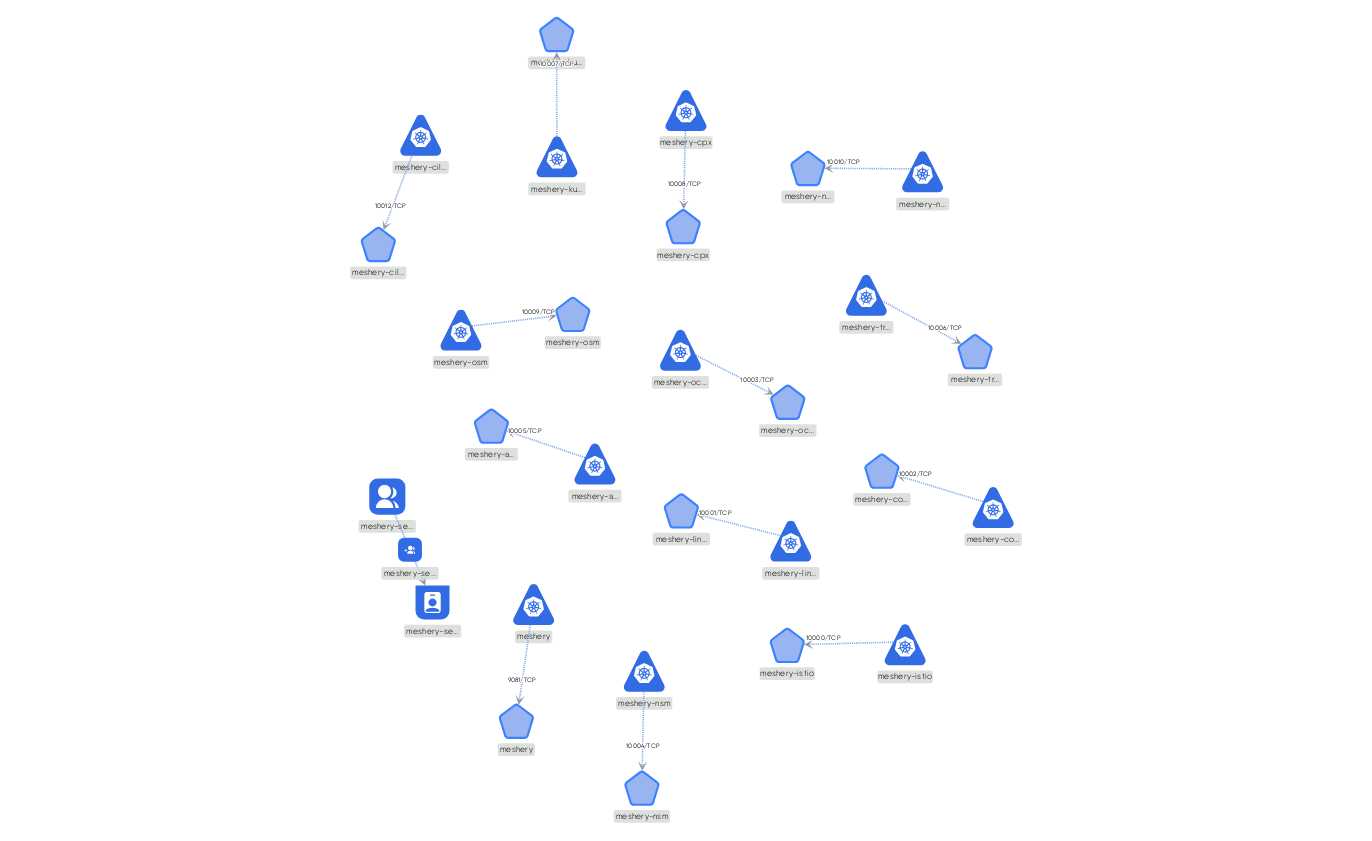 10007/TCP
meshery-cpx
meshery-cil...
10010/TCP
meshery-ku...
10008/TCP
meshery-n...
meshery-n...
10012/TCP
meshery-cpx
meshery-cil...
10009/TCP
meshery-osm
meshery-osm
meshery-tr...
10006/TCP
meshery-tr...
meshery-oc...
10003/TCP
meshery-oc...
10005/TCP
meshery-a...
meshery-a...
10002/TCP
meshery-co...
meshery-co...
meshery-se...
meshery-se...
meshery-se...
10001/TCP
meshery-lin...
meshery-lin...
meshery
9081/TCP
meshery
10000/TCP
meshery-istio
meshery-istio
meshery-nsm
10004/TCP
meshery-nsm